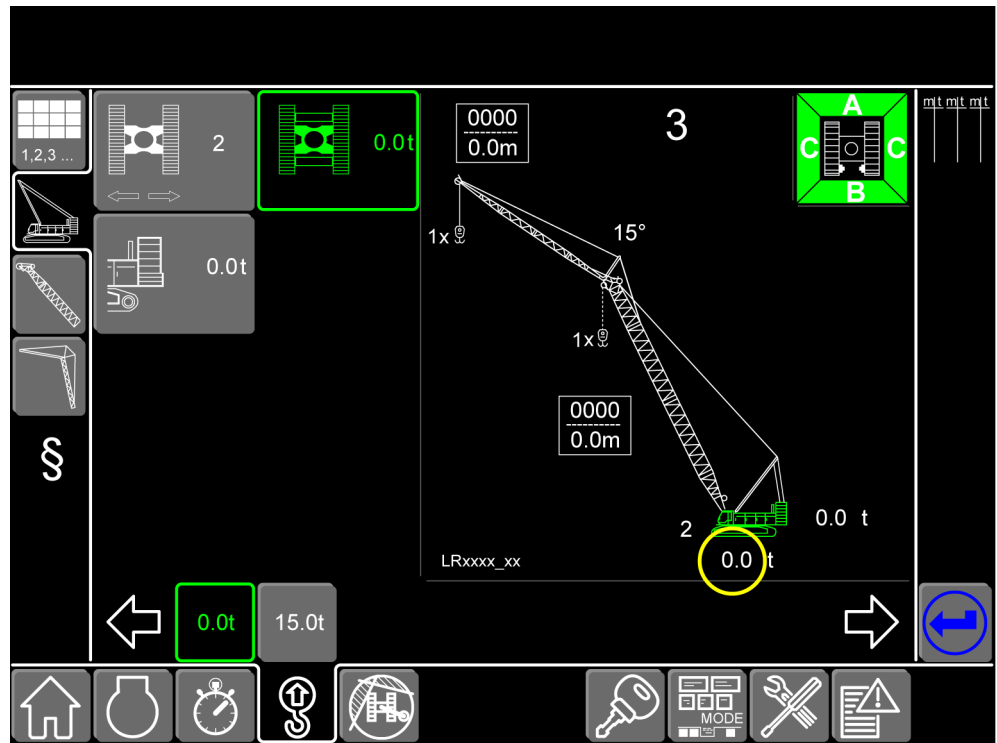 1,2,3 ...
2
0.0t
0.0t
§
0000
0.0m
3
A
C
C
B
m|t m|t m|t
1x
15°
1x
0000
0.0m
2
0.0 t
LRxxxx_xx
0.0 t
0.0t
15.0t
MODE